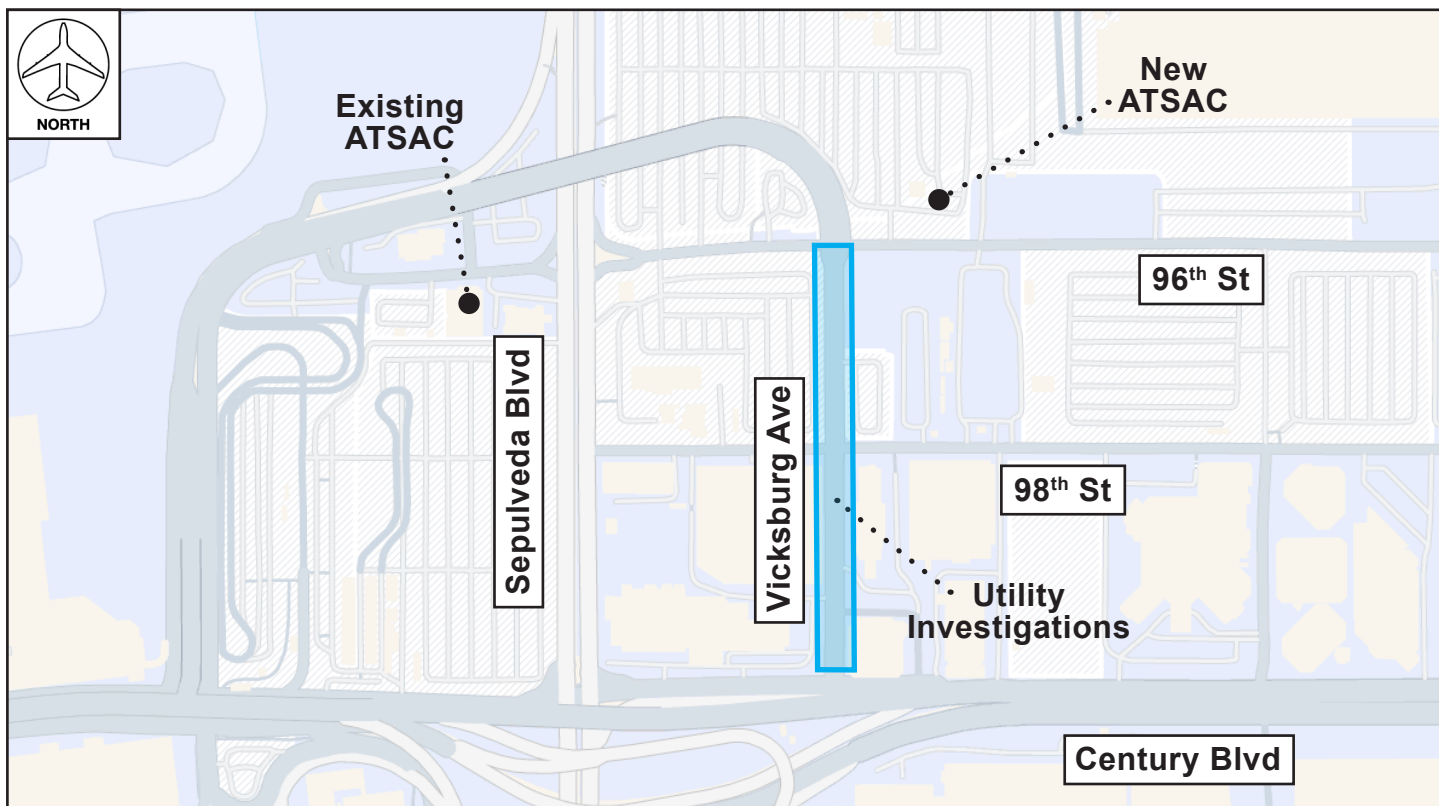 NORTH
Existing
ATSAC
New
ATSAC
96th St
Sepulveda Blvd
Vicksburg Ave
98th St
Utility
Investigations
Century Blvd